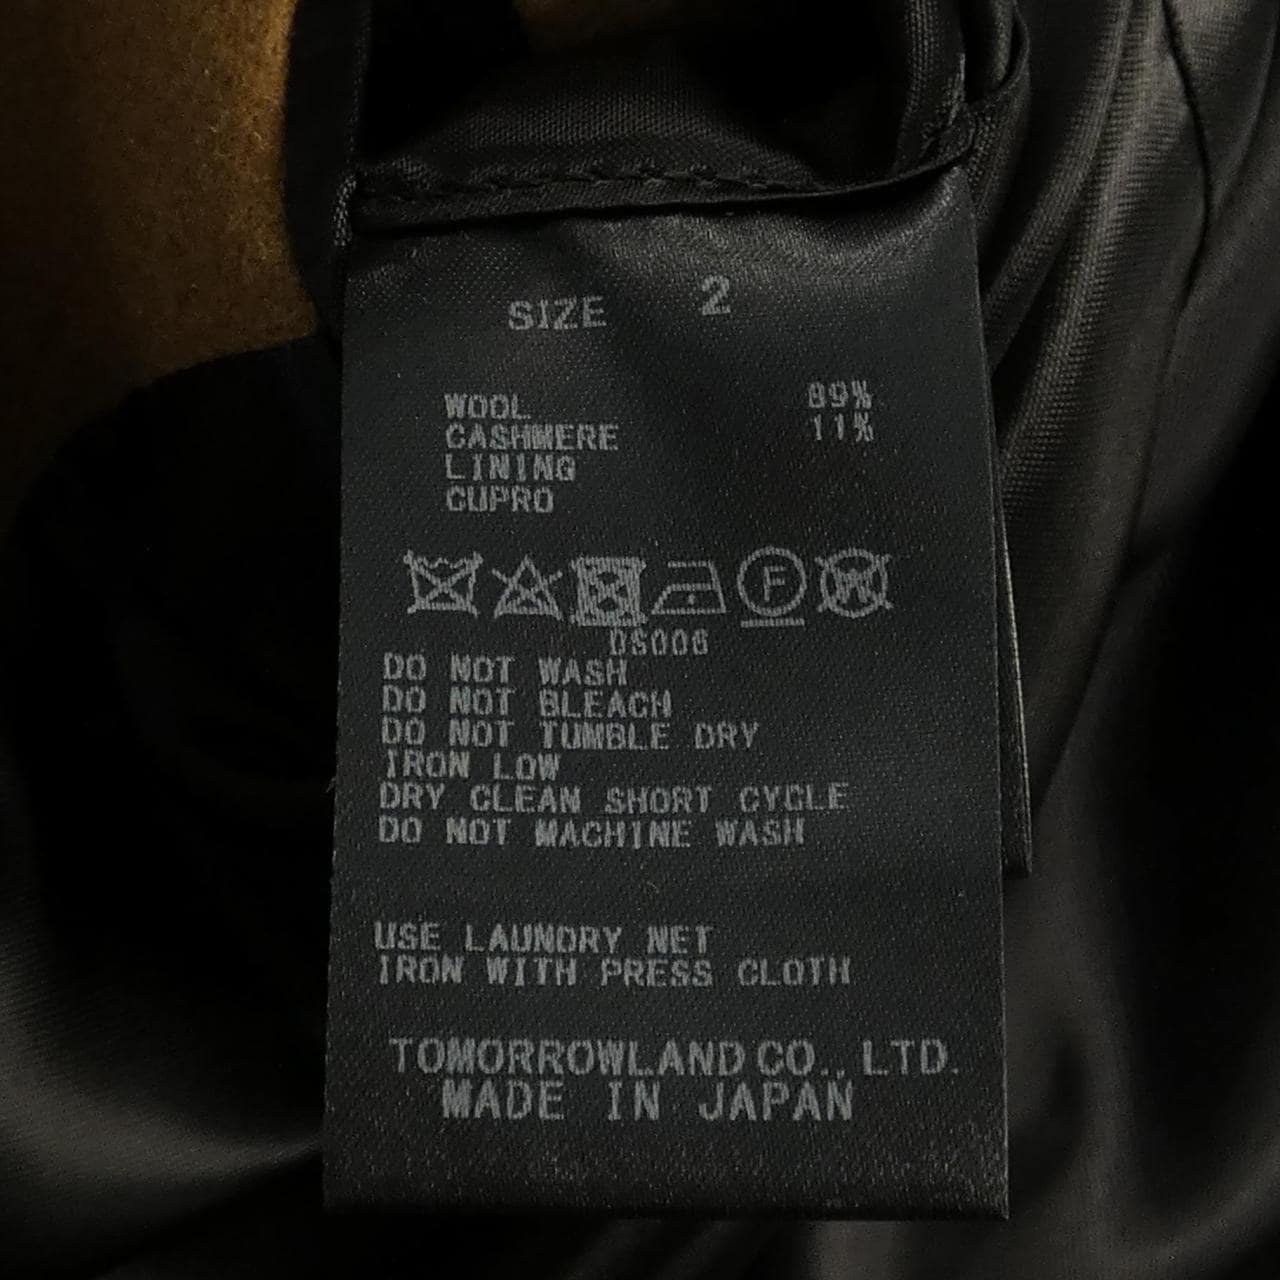 SIZE 2
WOOL 89%
CASHMERE 11%
LINING
CUPRO
F
W
DS006
DO NOT WASH
DO NOT BLEACH
DO NOT TUMBLE DRY
IRON LOW
DRY CLEAN SHORT CYCLE
DO NOT MACHINE WASH
USE LAUNDRY NET
IRON WITH PRESS CLOTH
TOMORROWLAND CO., LTD.
MADE IN JAPAN